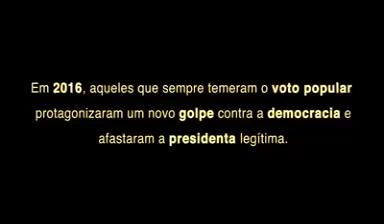 Em 2016, aqueles que sempre temeram o voto popular
protagonizaram um novo golpe contra a democracia e
afastaram a presidenta legítima.